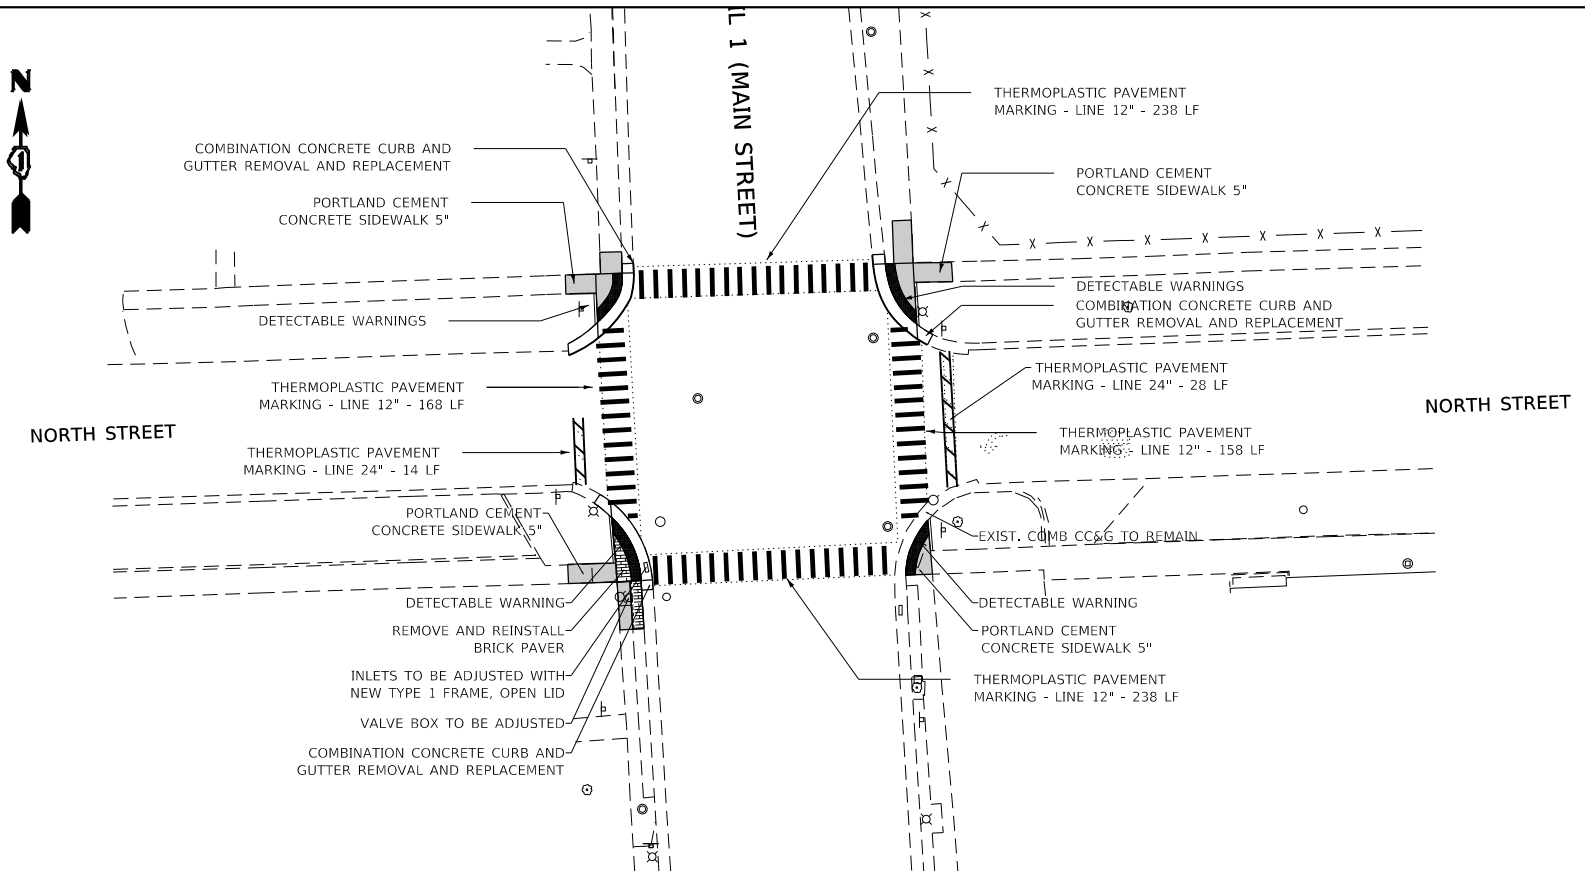 N
1
IL 1 (MAIN STREET)
THERMOPLASTIC PAVEMENT
MARKING - LINE 12" - 238 LF
COMBINATION CONCRETE CURB AND
GUTTER REMOVAL AND REPLACEMENT
PORTLAND CEMENT
CONCRETE SIDEWALK 5"
PORTLAND CEMENT
CONCRETE SIDEWALK 5"
DETECTABLE WARNINGS
DETECTABLE WARNINGS
COMBINATION CONCRETE CURB AND
GUTTER REMOVAL AND REPLACEMENT
THERMOPLASTIC PAVEMENT
MARKING - LINE 12" - 168 LF
THERMOPLASTIC PAVEMENT
MARKING - LINE 24" - 28 LF
NORTH STREET
NORTH STREET
THERMOPLASTIC PAVEMENT
MARKING - LINE 24" - 14 LF
THERMOPLASTIC PAVEMENT
MARKING - LINE 12" - 158 LF
PORTLAND CEMENT
CONCRETE SIDEWALK 5"
EXIST. COMB CC&G TO REMAIN
DETECTABLE WARNING
REMOVE AND REINSTALL
BRICK PAVER
INLETS TO BE ADJUSTED WITH
NEW TYPE 1 FRAME, OPEN LID
VALVE BOX TO BE ADJUSTED
COMBINATION CONCRETE CURB AND
GUTTER REMOVAL AND REPLACEMENT
DETECTABLE WARNING
PORTLAND CEMENT
CONCRETE SIDEWALK 5"
THERMOPLASTIC PAVEMENT
MARKING - LINE 12" - 238 LF